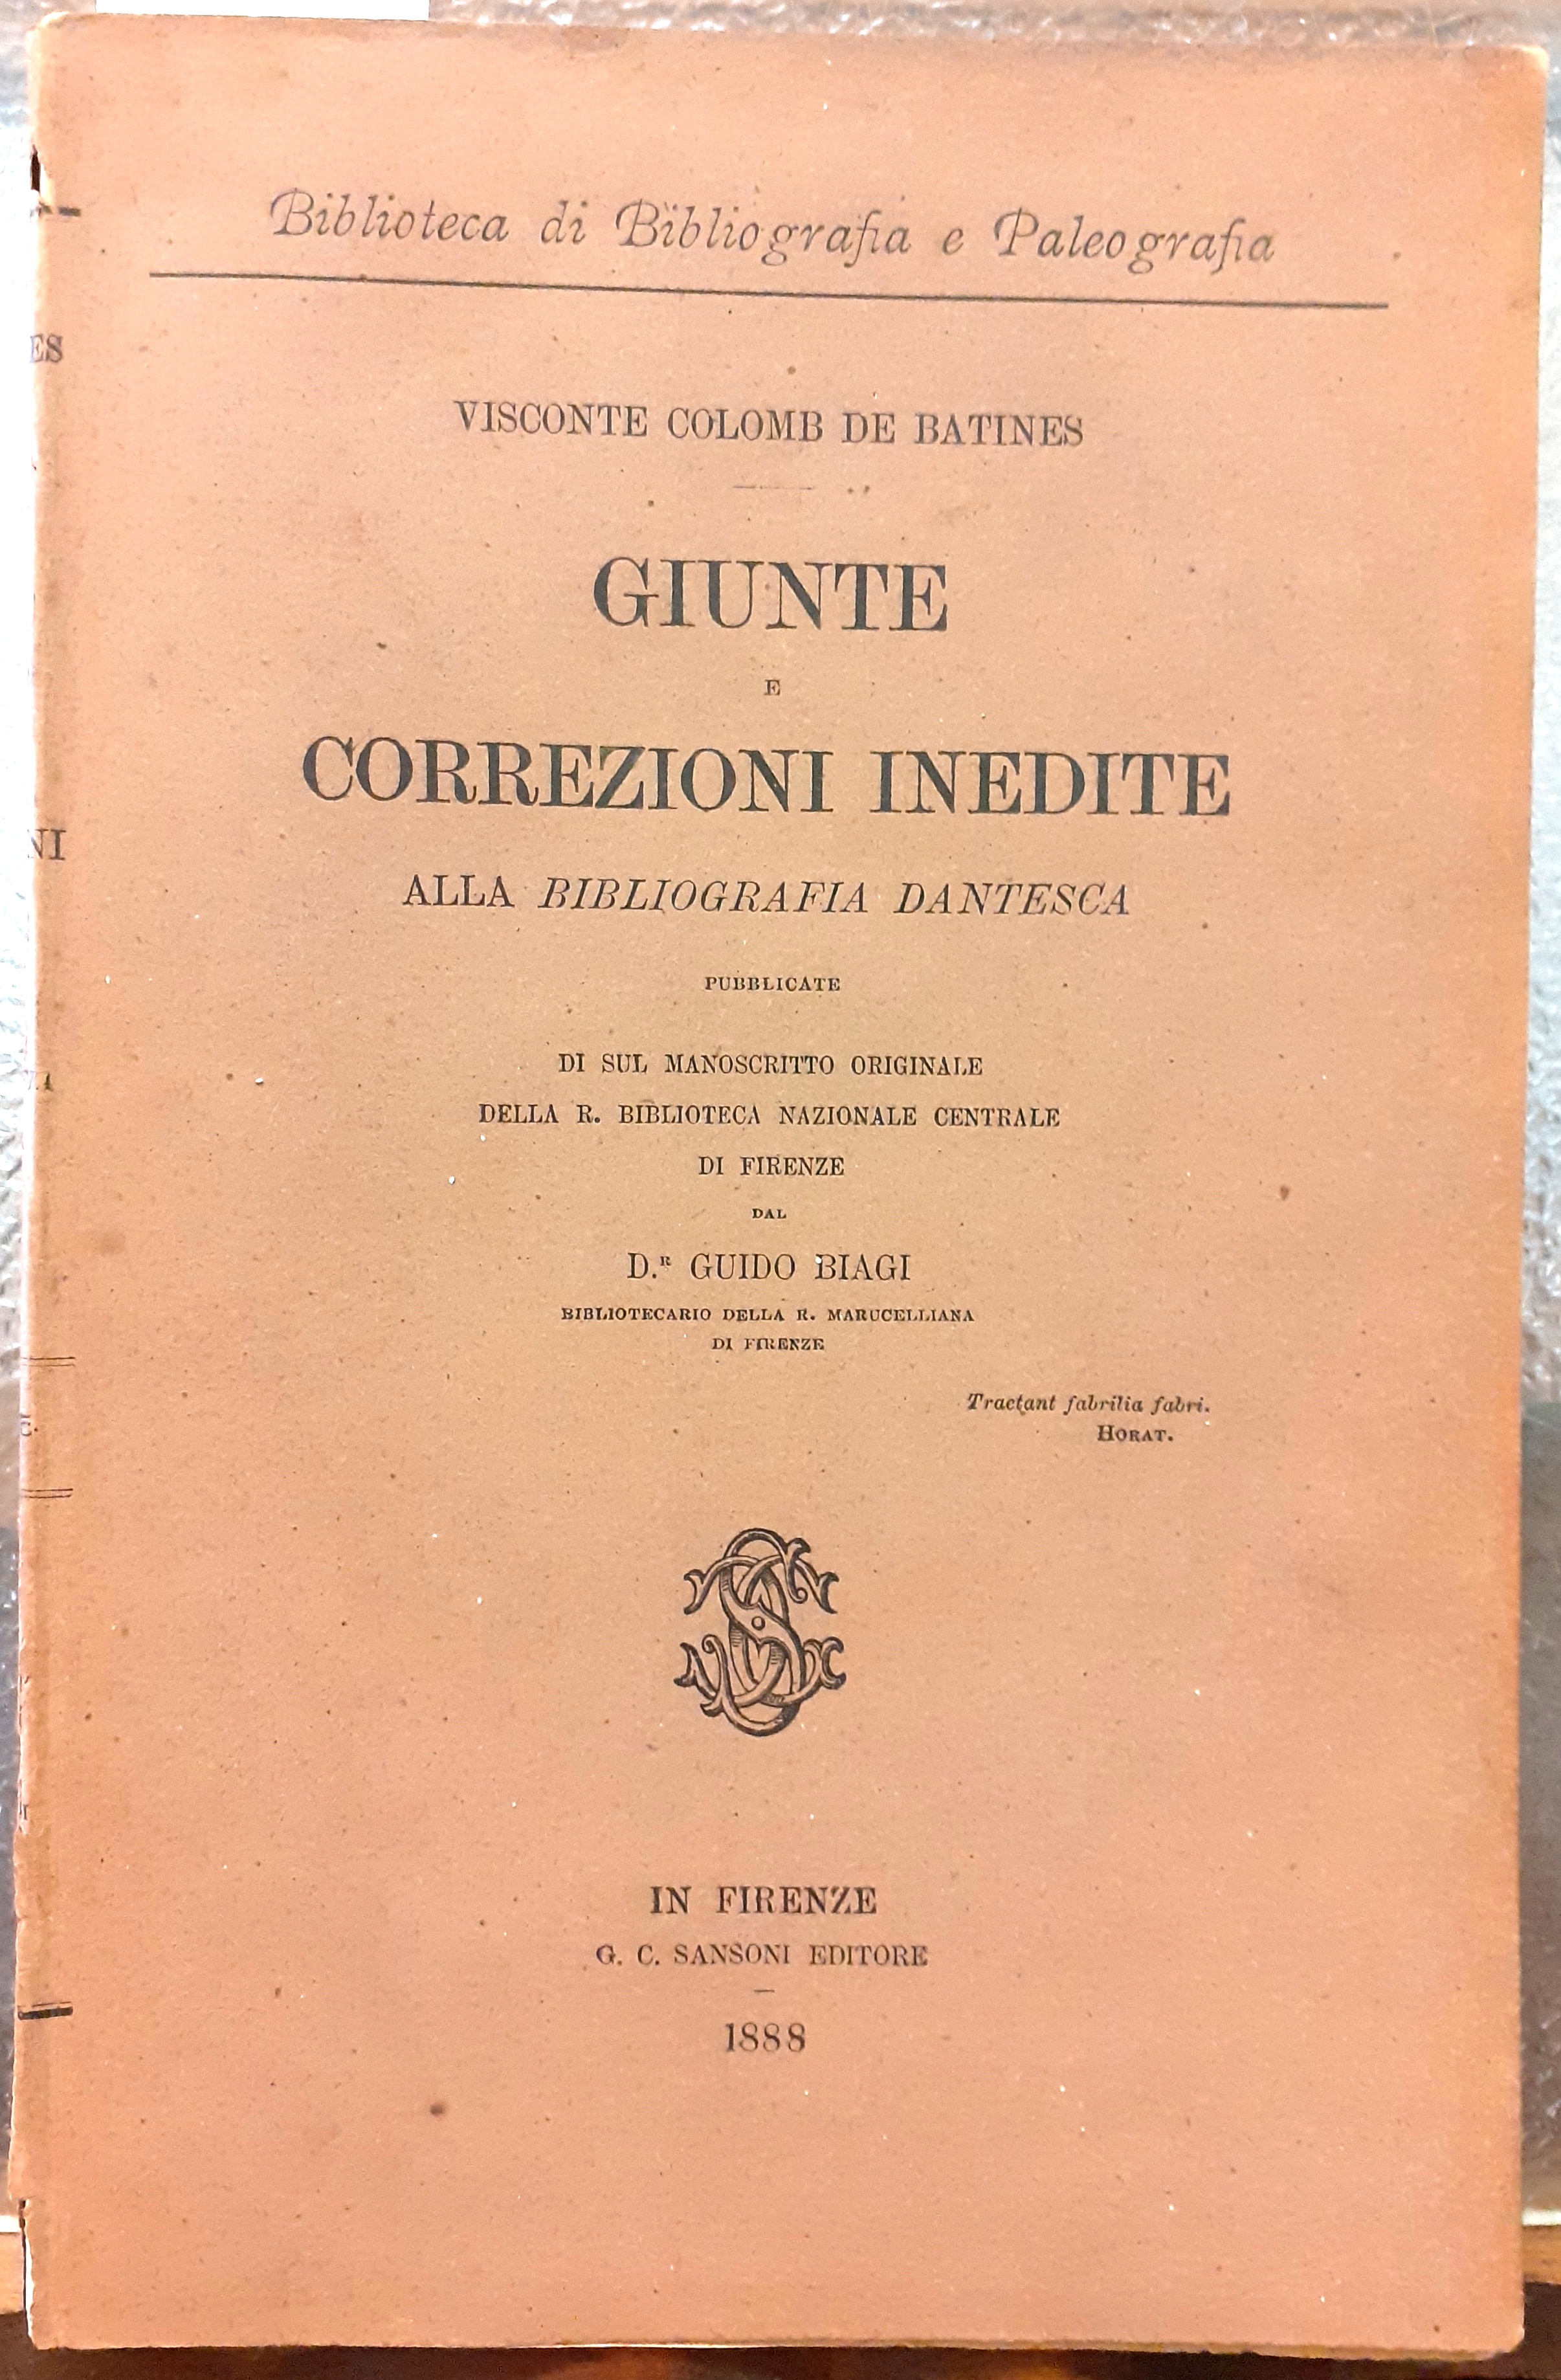 Biblioteca di Bibliografia e Paleografia
VISCONTE COLOMB DE BATINES
GIUNTE
E
CORREZIONI INEDITE
ALLA BIBLIOGRAFIA DANTESCA
PUBBLICATE
DI SUL MANOSCRITTO ORIGINALE
DELLA R. BIBLIOTECA NAZIONALE CENTRALE
DI FIRENZE
DAL
D.R GUIDO BIAGI
BIBLIOTECARIO DELLA R. MARUCELLIANA
DI FIRENZE
Tractant fabrilia fabri.
HORAT.
IN FIRENZE
G. C. SANSONI EDITORE
1888